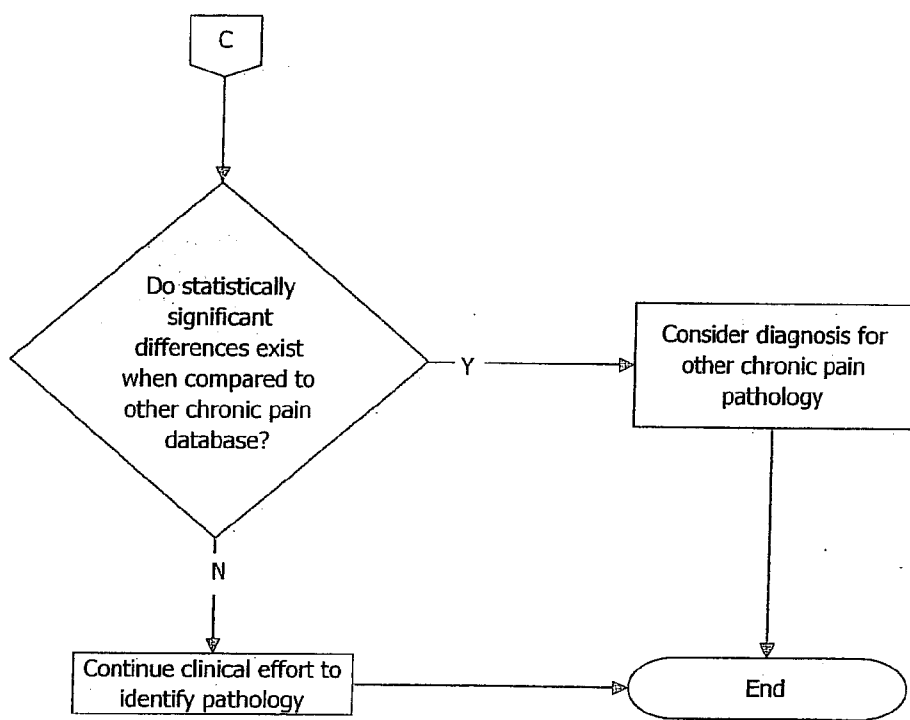 C
Do statistically
significant
differences exist
when compared to
other chronic pain
database?
Y
Consider diagnosis for
other chronic pain
pathology
N
Continue clinical effort to
identify pathology
End